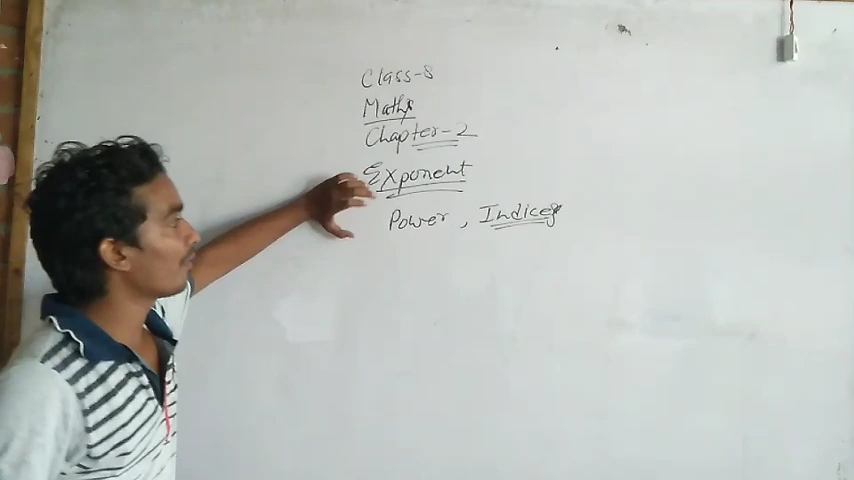 Class-8
Maths
Chapter-2
Exponent
Power, Indices